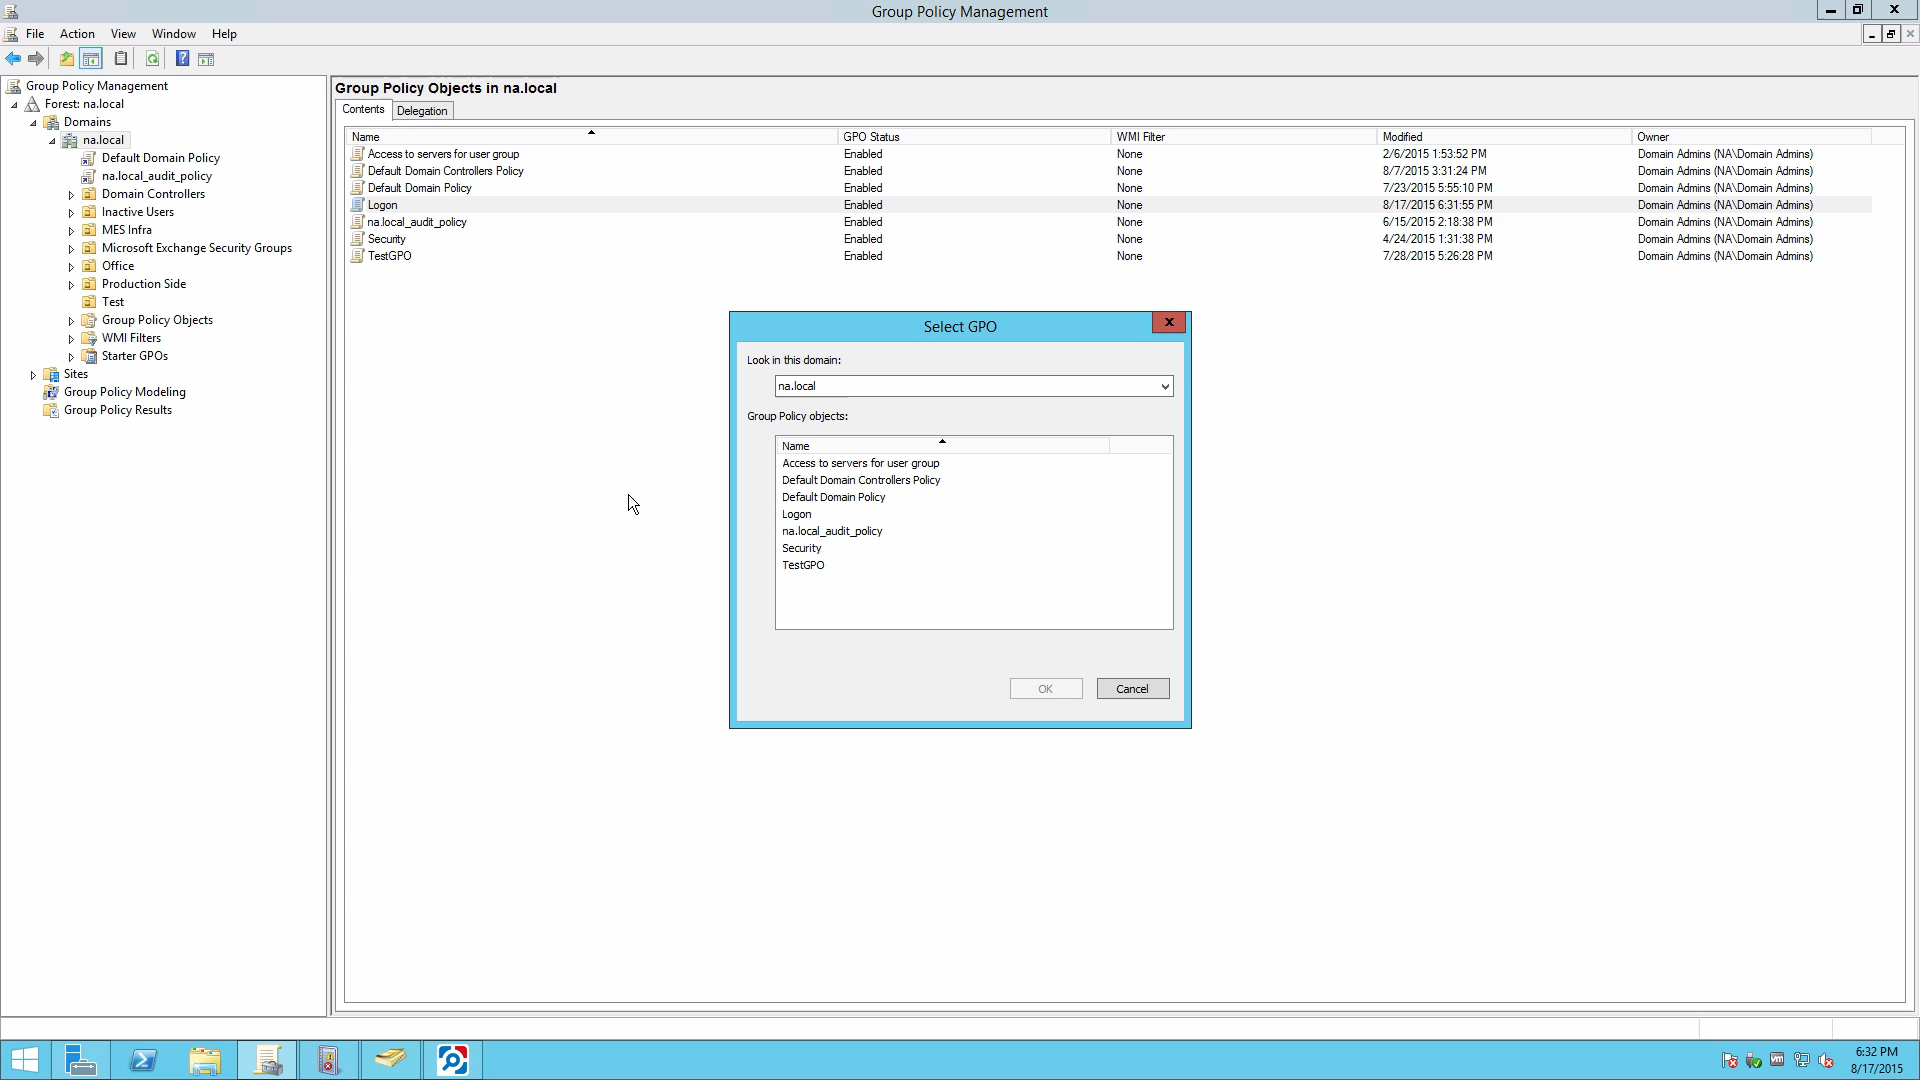 Group Policy Management
File Action View Window Help
Group Policy Management
Forest: na.local
Domains
na.local
Default Domain Policy
na.local_audit_policy
Domain Controllers
Inactive Users
MES Infra
Microsoft Exchange Security Groups
Office
Production Side
Test
Group Policy Objects
WMI Filters
Starter GPOs
Sites
Group Policy Modeling
Group Policy Results
Group Policy Objects in na.local
Contents Delegation
Name GPO Status WMI Filter Modified Owner
Access to servers for user group Enabled None 2/6/2015 1:53:52 PM Domain Admins (NA\Domain Admins)
Default Domain Controllers Policy Enabled None 8/7/2015 3:31:24 PM Domain Admins (NA\Domain Admins)
Default Domain Policy Enabled None 7/23/2015 5:55:10 PM Domain Admins (NA\Domain Admins)
Logon Enabled None 8/17/2015 6:31:55 PM Domain Admins (NA\Domain Admins)
na.local_audit_policy Enabled None 6/15/2015 2:18:38 PM Domain Admins (NA\Domain Admins)
Security Enabled None 4/24/2015 1:31:38 PM Domain Admins (NA\Domain Admins)
TestGPO Enabled None 7/28/2015 5:26:28 PM Domain Admins (NA\Domain Admins)
Select GPO
x
Look in this domain:
na.local
Group Policy objects:
Name
Access to servers for user group
Default Domain Controllers Policy
Default Domain Policy
Logon
na.local_audit_policy
Security
TestGPO
OK Cancel
6:32 PM
8/17/2015